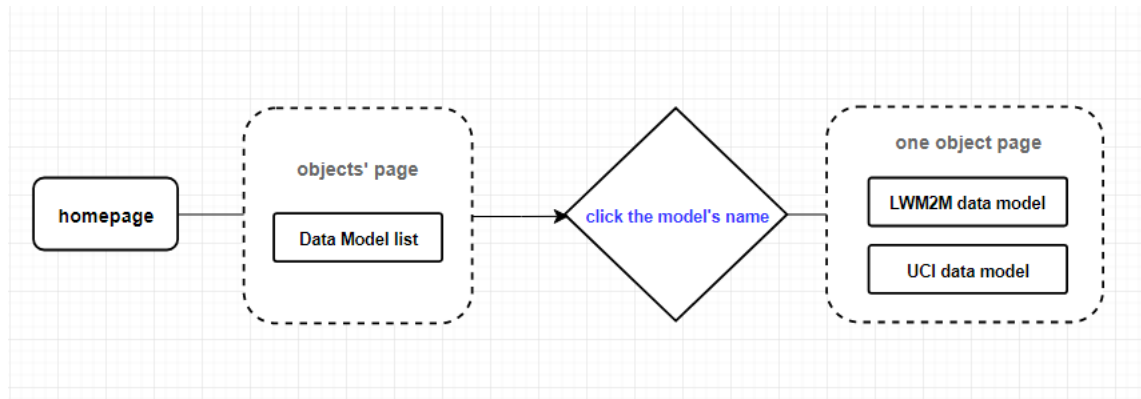 homepage
objects' page
Data Model list
click the model's name
one object page
LWM2M data model
UCI data model